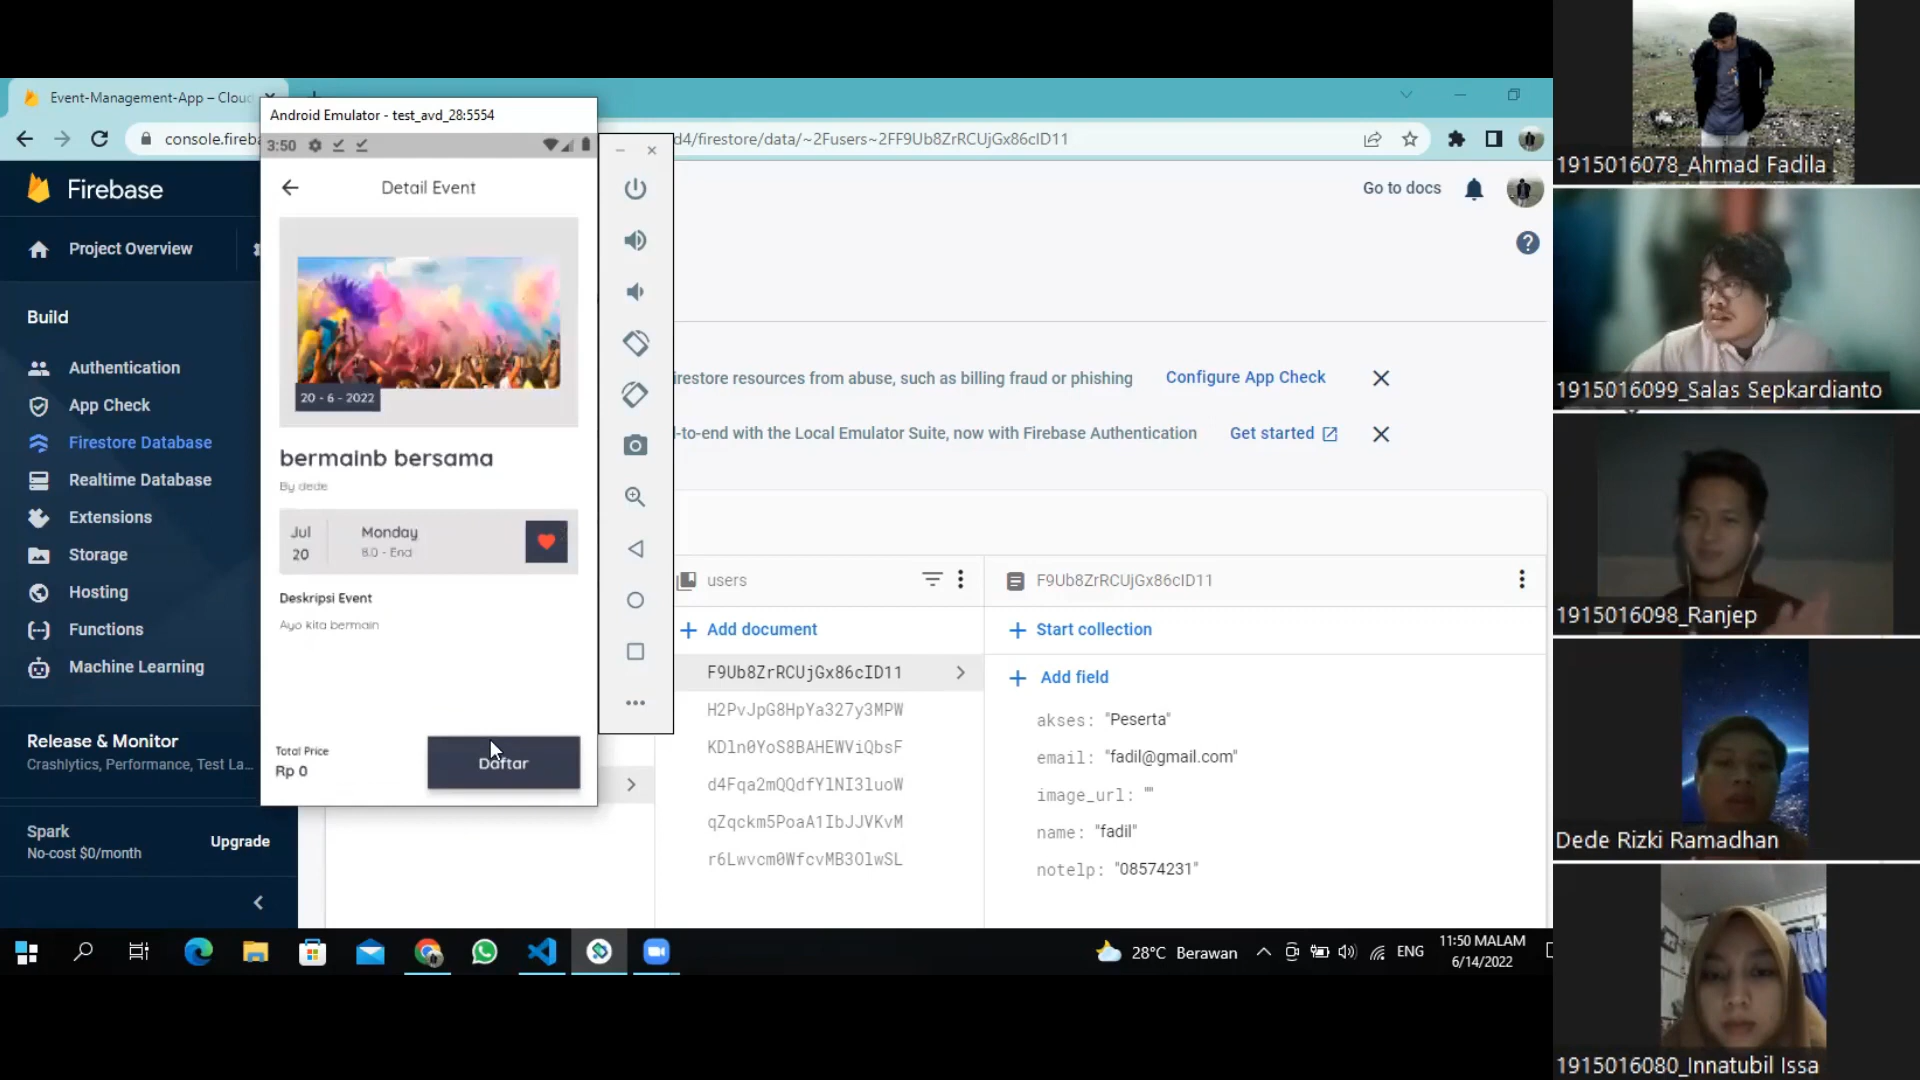 Event-Management-App – Cloud
console.fireb
d4/firestore/data/~2Fusers~2FF9Ub8ZrRCUjGx86cID11
Android Emulator - test_avd_28:5554
3:50
Detail Event
20 - 6 - 2022
bermainb bersama
By dede
Jul
20
Monday
8.0 - End
Deskripsi Event
Ayo kita bermain
Total Price
Rp 0
Daftar
Firebase
Project Overview
Build
Authentication
App Check
Firestore Database
Realtime Database
Extensions
Storage
Hosting
Functions
Machine Learning
Release & Monitor
Crashlytics, Performance, Test La...
Spark
No-cost $0/month
Upgrade
Go to docs
irestore resources from abuse, such as billing fraud or phishing
Configure App Check
-to-end with the Local Emulator Suite, now with Firebase Authentication
Get started
users
Add document
F9Ub8ZrRCUjGx86cID11
H2PvJpG8HpYa327y3MPW
KDln0YoS8BAHEWViQbsF
d4Fqa2mQQdfYlNI3luoW
qZqckm5PoaA1IbJJVKvM
r6Lwvcm0WfcvMB3OlwSL
F9Ub8ZrRCUjGx86cID11
Start collection
Add field
akses: "Peserta"
email: "fadil@gmail.com"
image_url: ""
name: "fadil"
notelp: "08574231"
28°C Berawan
ENG
11:50 MALAM
6/14/2022
1915016078_Ahmad Fadila
1915016099_Salas Sepkardianto
1915016098_Ranjep
Dede Rizki Ramadhan
1915016080_Innatubil Issa